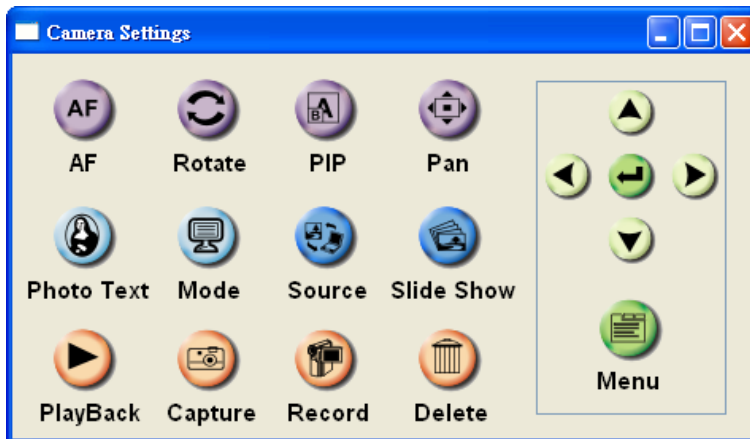 Camera Settings
AF
A
B
AF Rotate PIP Pan
Photo Text Mode Source Slide Show
Menu
PlayBack Capture Record Delete